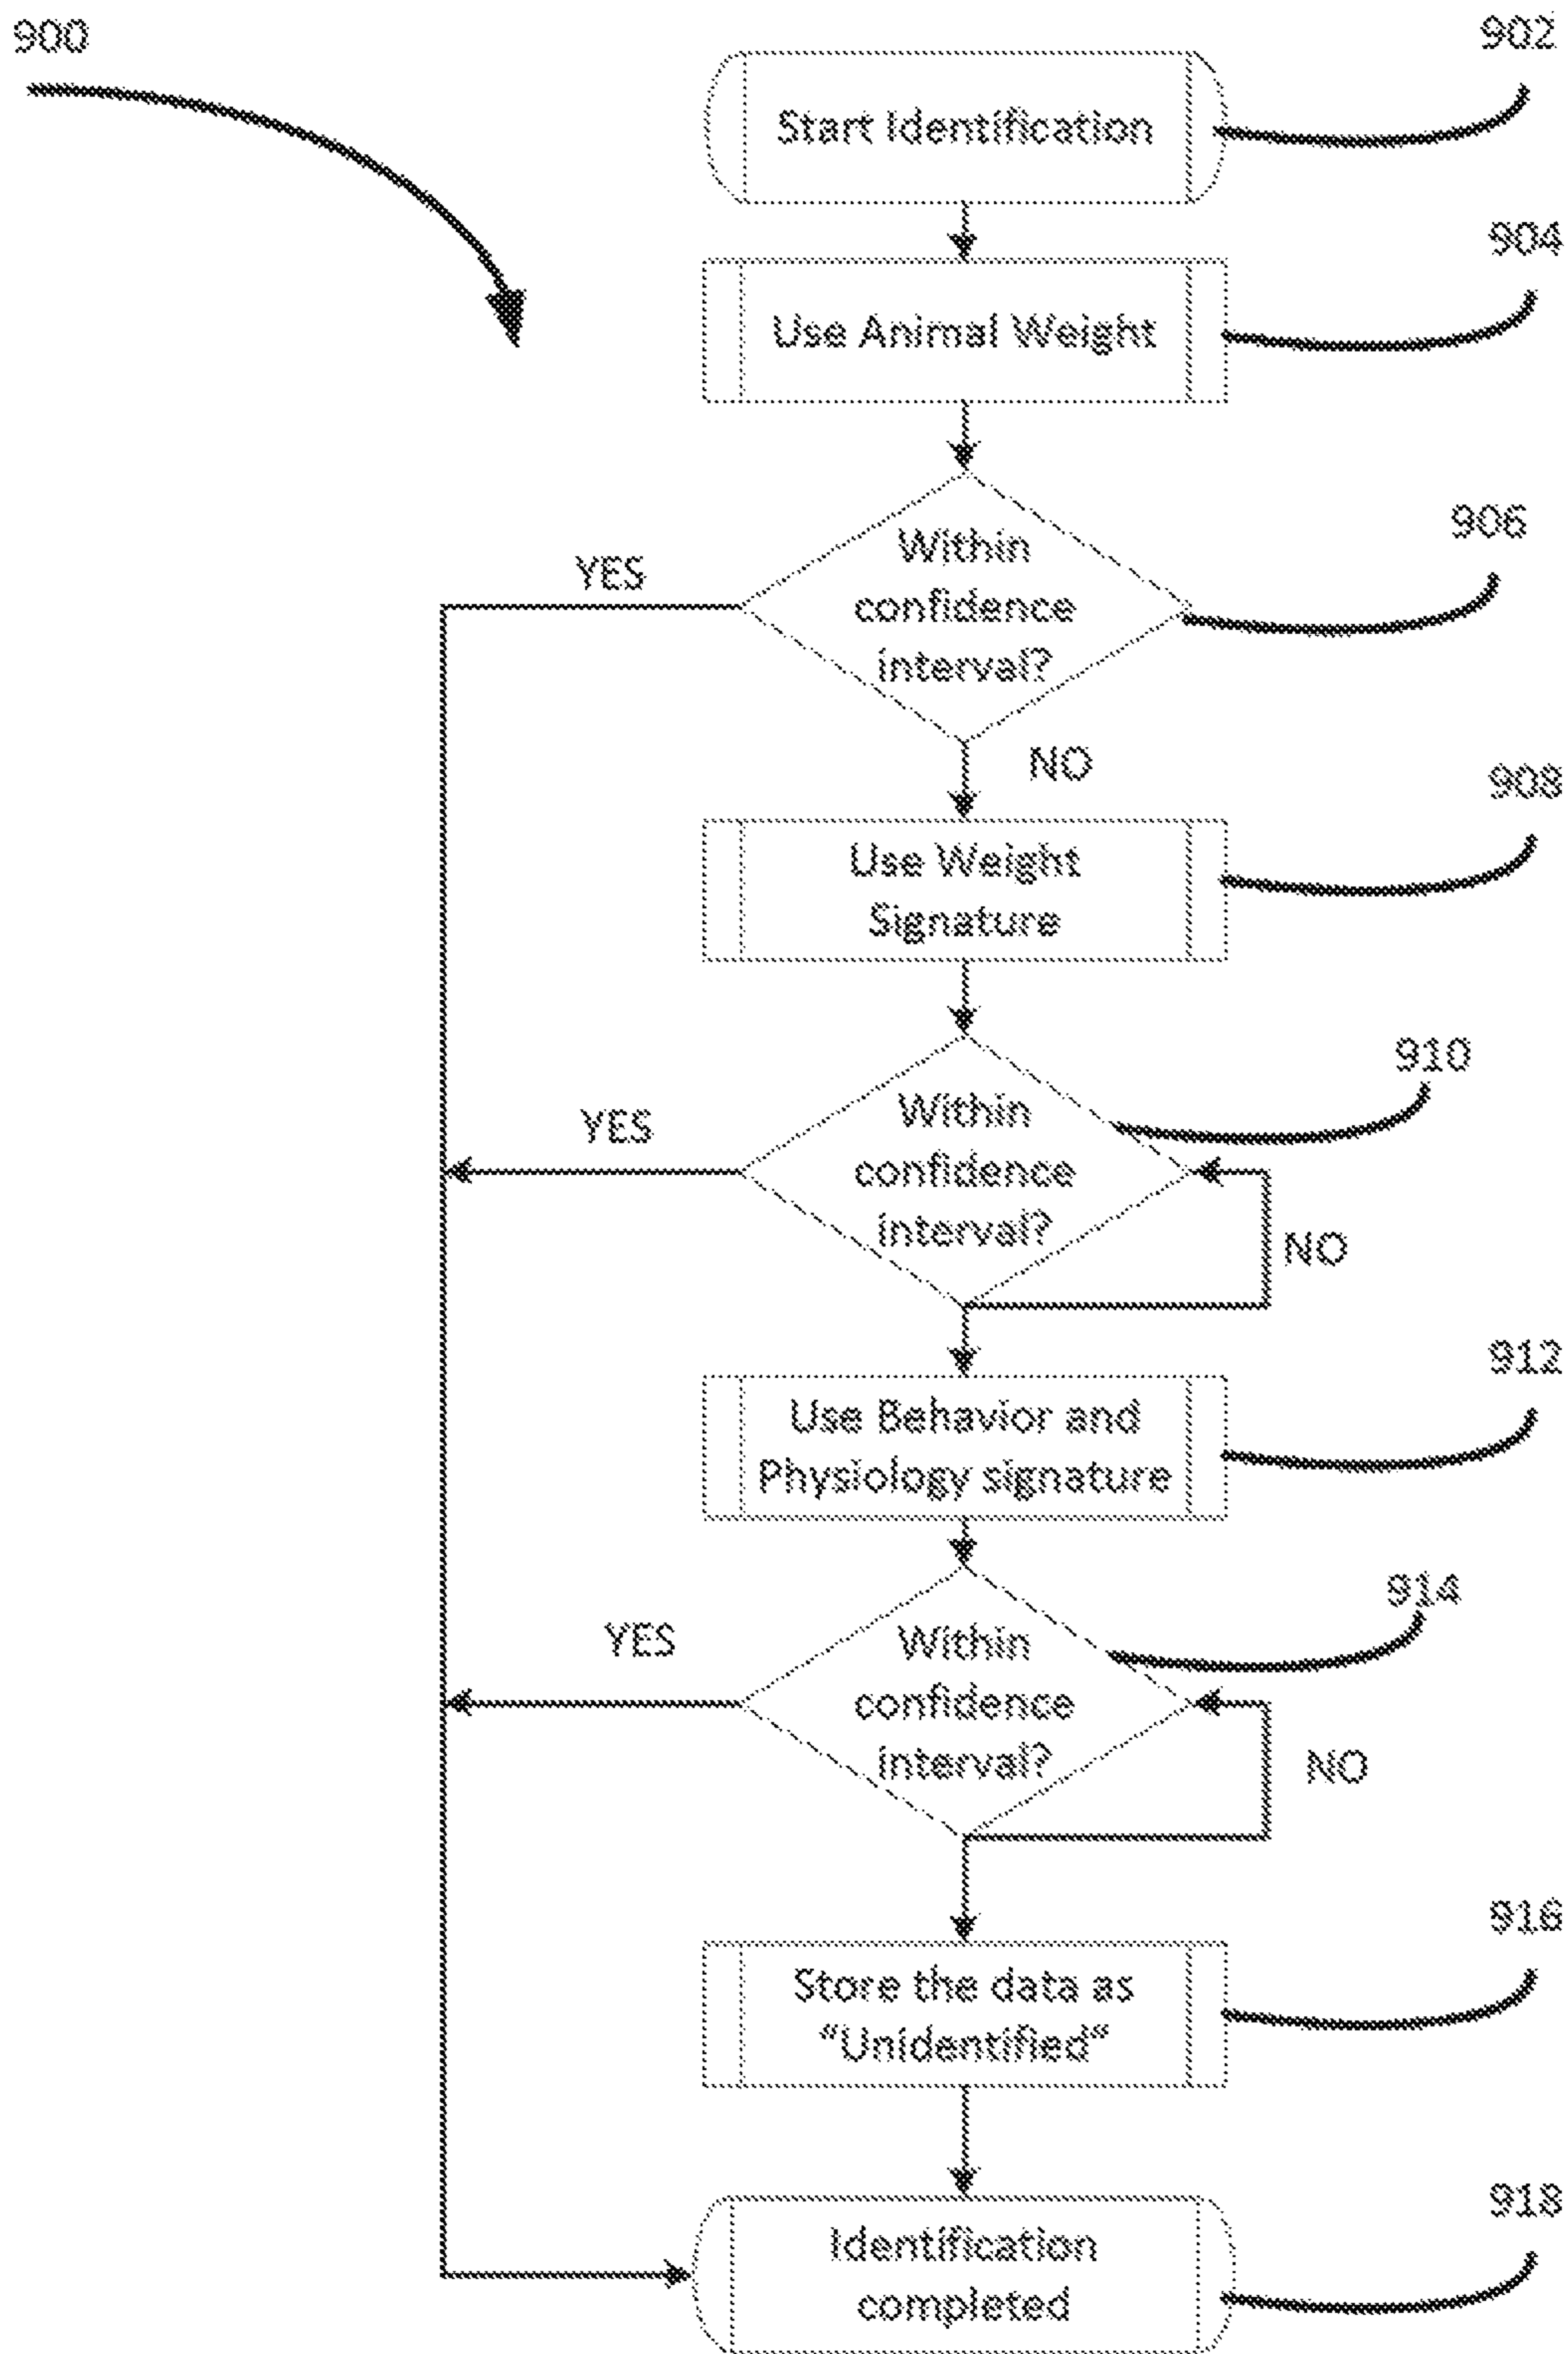 900
902
Start Identification
904
Use Animal Weight
906
Within
confidence
interval?
YES
NO
908
Use Weight
Signature
910
Within
confidence
interval?
YES
NO
912
Use Behavior and
Physiology signature
914
Within
confidence
interval?
YES
NO
916
Store the data as
“Unidentified“
918
Identification
completed